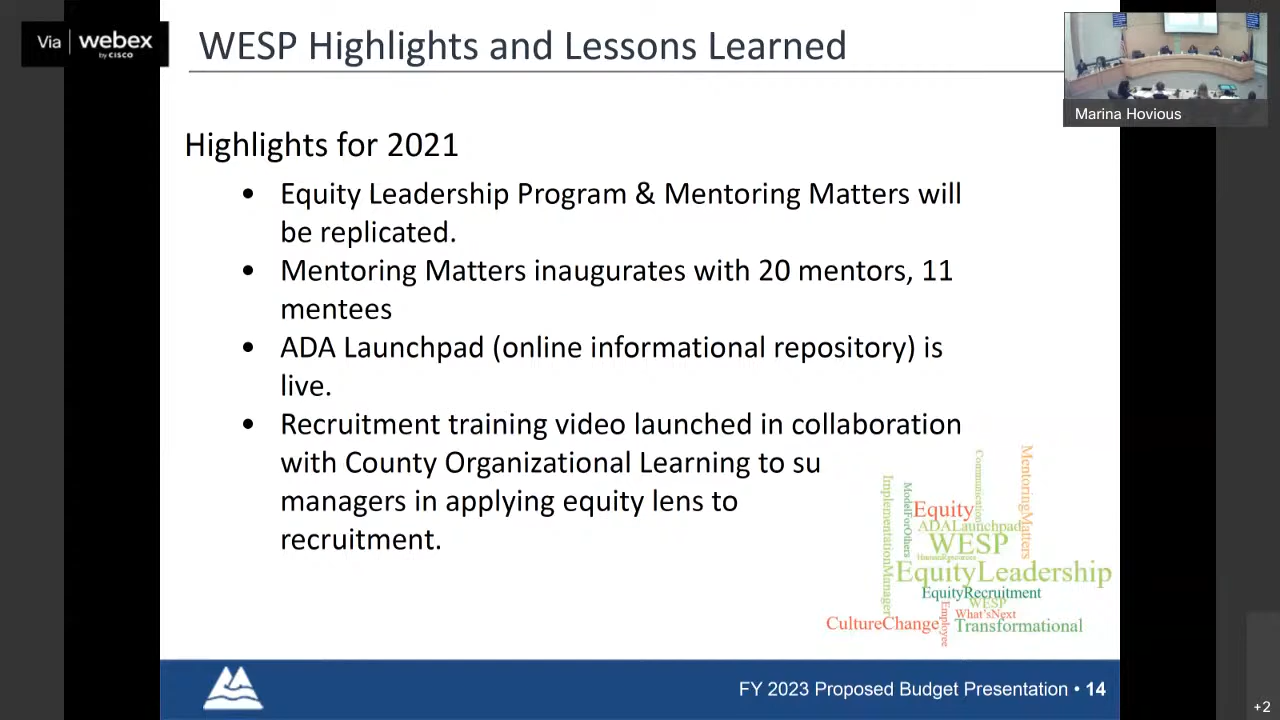 Via webex
by CISCO
WESP Highlights and Lessons Learned
Marina Hovious
Highlights for 2021
• Equity Leadership Program & Mentoring Matters will
be replicated.
• Mentoring Matters inaugurates with 20 mentors, 11
mentees
• ADA Launchpad (online informational repository) is
live.
• Recruitment training video launched in collaboration
with County Organizational Learning to su
managers in applying equity lens to
recruitment.
ImplementationManager
ModelForOthers
Communication
MentoringMatters
Equity
ADALaunchpad
WESP
HumanResources
EquityLeadership
EquityRecruitment
WESP
Employee
What'sNext
CultureChange
Transformational
FY 2023 Proposed Budget Presentation • 14
+2